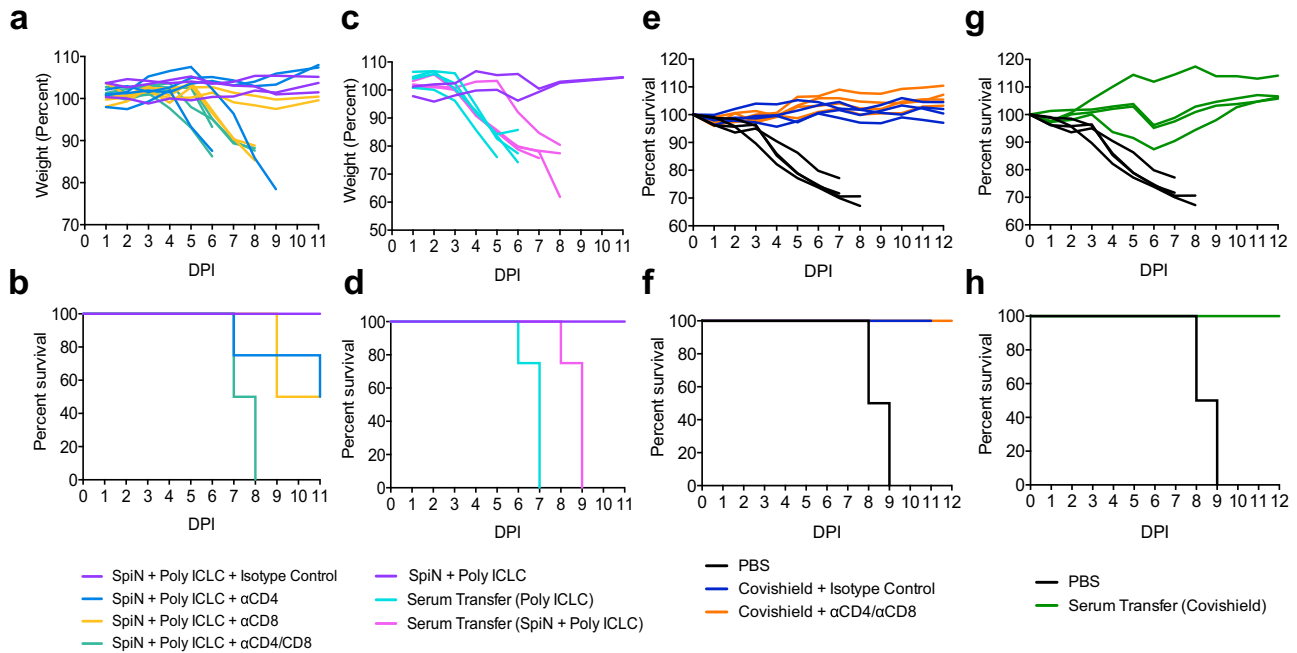 a
c
e
g
Weight (Percent)
110
100
90
80
70
0 1 2 3 4 5 6 7 8 9 10 11
DPI
Weight (Percent)
110
100
90
80
70
60
50
0 1 2 3 4 5 6 7 8 9 10 11
DPI
Percent survival
120
110
100
90
80
70
60
0 1 2 3 4 5 6 7 8 9 10 11 12
DPI
Percent survival
120
110
100
90
80
70
60
0 1 2 3 4 5 6 7 8 9 10 11 12
DPI
b
d
f
h
Percent survival
100
80
60
40
20
0
0 1 2 3 4 5 6 7 8 9 10 11
DPI
Percent survival
100
80
60
40
20
0
0 1 2 3 4 5 6 7 8 9 10 11
DPI
Percent survival
100
80
60
40
20
0
0 1 2 3 4 5 6 7 8 9 10 11 12
DPI
Percent survival
100
80
60
40
20
0
0 1 2 3 4 5 6 7 8 9 10 11 12
DPI
SpiN + Poly ICLC + Isotype Control
SpiN + Poly ICLC + αCD4
SpiN + Poly ICLC + αCD8
SpiN + Poly ICLC + αCD4/CD8
SpiN + Poly ICLC
Serum Transfer (Poly ICLC)
Serum Transfer (SpiN + Poly ICLC)
PBS
Covishield + Isotype Control
Covishield + αCD4/αCD8
PBS
Serum Transfer (Covishield)